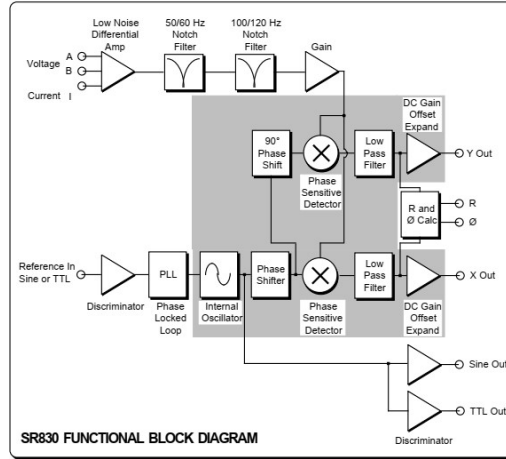 Low Noise
Differential
Amp
50/60 Hz
Notch
Filter
100/120 Hz
Notch
Filter
Gain
Voltage
A
B
Current
I
DC Gain
Offset
Expand
90°
Phase
Shift
Low
Pass
Filter
Y Out
Phase
Sensitive
Detector
R and
Ø Calc
R
Ø
Reference In
Sine or TTL
PLL
Phase
Shifter
Low
Pass
Filter
X Out
Discriminator
Phase
Locked
Loop
Internal
Oscillator
Phase
Sensitive
Detector
DC Gain
Offset
Expand
Sine Out
TTL Out
Discriminator
SR830 FUNCTIONAL BLOCK DIAGRAM